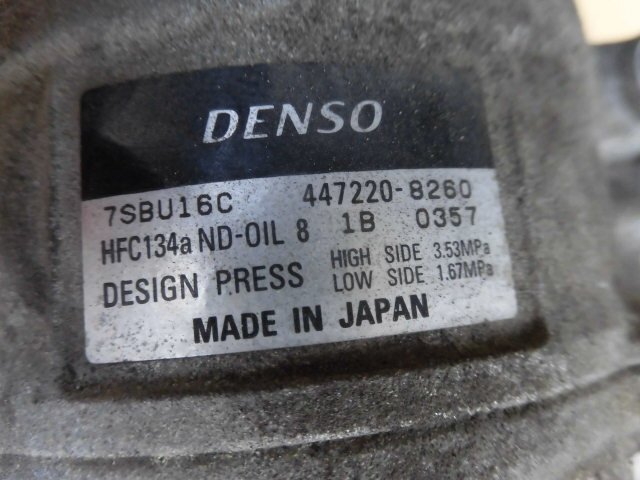 DENSO
7SBU16C 447220-8260
HFC134a ND-OIL 8 1B 0357
DESIGN PRESS HIGH SIDE 3.53MPa
LOW SIDE 1.67MPa
MADE IN JAPAN